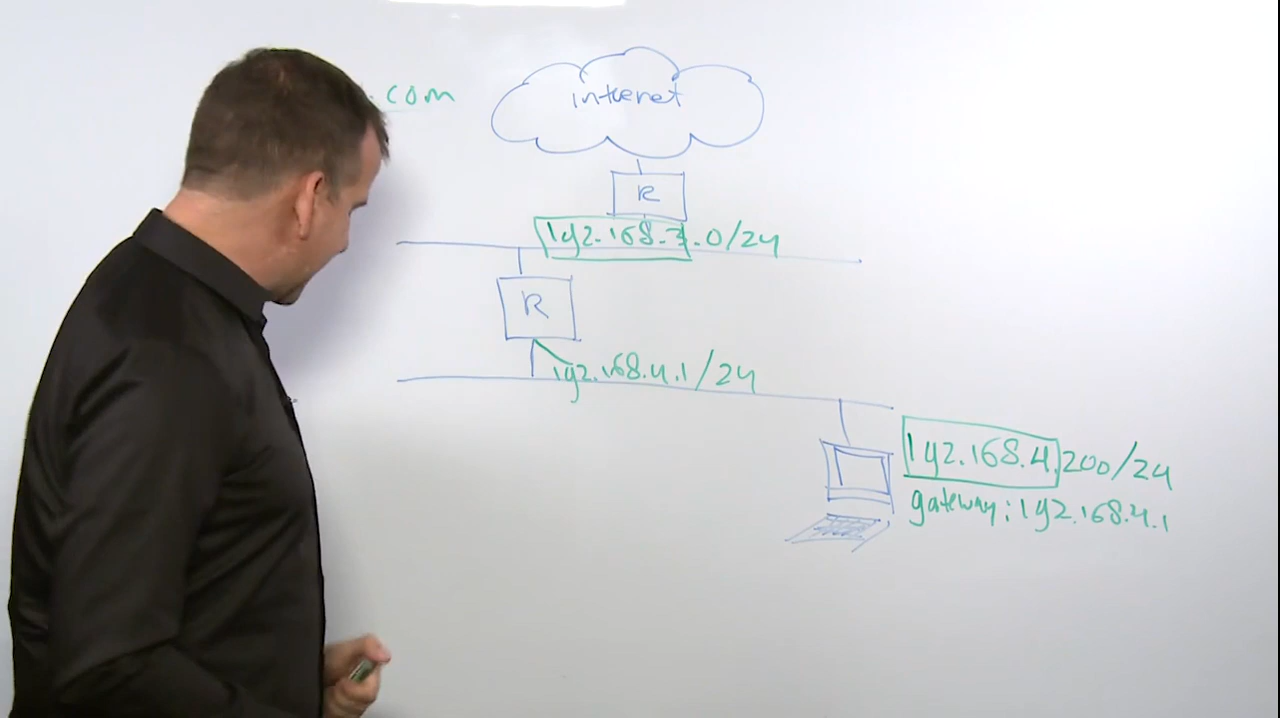 .com
internet
R
192.168.3.0/24
R
192.168.4.1/24
192.168.4.200/24
gateway: 192.168.4.1